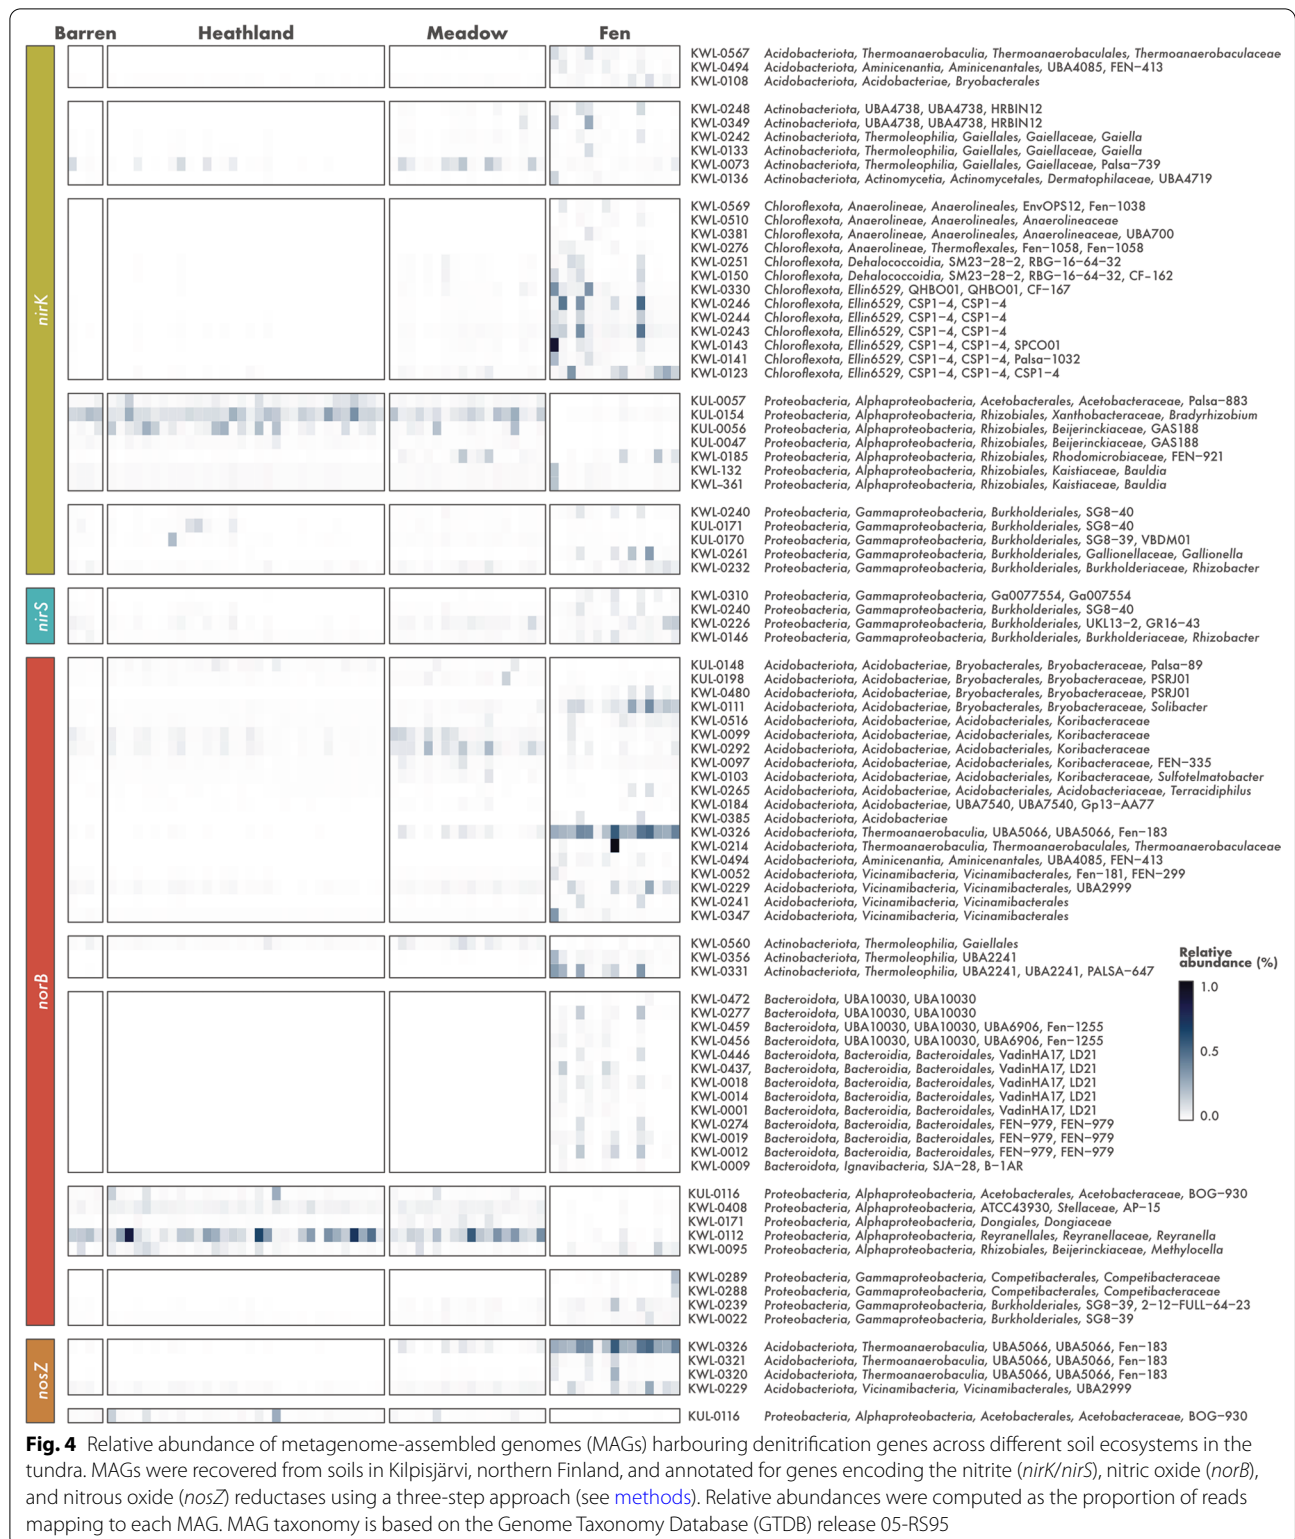 Barren Heathland Meadow Fen
nirK
KWL-0567 Acidobacteriota, Thermoanaerobaculia, Thermoanaerobaculales, Thermoanaerobaculaceae
KWL-0494 Acidobacteriota, Aminicenantia, Aminicenantales, UBA4085, FEN-413
KWL-0108 Acidobacteriota, Acidobacteriae, Bryobacterales
KWL-0248 Actinobacteriota, UBA4738, UBA4738, HRBIN12
KWL-0349 Actinobacteriota, UBA4738, UBA4738, HRBIN12
KWL-0242 Actinobacteriota, Thermoleophilia, Gaiellales, Gaiellaceae, Gaiella
KWL-0133 Actinobacteriota, Thermoleophilia, Gaiellales, Gaiellaceae, Gaiella
KWL-0073 Actinobacteriota, Thermoleophilia, Gaiellales, Gaiellaceae, Palsa-739
KWL-0136 Actinobacteriota, Actinomycetia, Actinomycetales, Dermatophilaceae, UBA4719
KWL-0569 Chloroflexota, Anaerolineae, Anaerolineales, EnvOPS12, Fen-1038
KWL-0510 Chloroflexota, Anaerolineae, Anaerolineales, Anaerolineaceae
KWL-0381 Chloroflexota, Anaerolineae, Anaerolineales, Anaerolineaceae, UBA700
KWL-0276 Chloroflexota, Anaerolineae, Thermoflexales, Fen-1058, Fen-1058
KWL-0251 Chloroflexota, Dehalococcoidia, SM23-28-2, RBG-16-64-32
KWL-0150 Chloroflexota, Dehalococcoidia, SM23-28-2, RBG-16-64-32, CF-162
KWL-0330 Chloroflexota, Ellin6529, QHBO01, QHBO01, CF-167
KWL-0246 Chloroflexota, Ellin6529, CSP1-4, CSP1-4
KWL-0244 Chloroflexota, Ellin6529, CSP1-4, CSP1-4
KWL-0243 Chloroflexota, Ellin6529, CSP1-4, CSP1-4
KWL-0143 Chloroflexota, Ellin6529, CSP1-4, CSP1-4, SPCO01
KWL-0141 Chloroflexota, Ellin6529, CSP1-4, CSP1-4, Palsa-1032
KWL-0123 Chloroflexota, Ellin6529, CSP1-4, CSP1-4, CSP1-4
KUL-0057 Proteobacteria, Alphaproteobacteria, Acetobacterales, Acetobacteraceae, Palsa-883
KUL-0154 Proteobacteria, Alphaproteobacteria, Rhizobiales, Xanthobacteraceae, Bradyrhizobium
KUL-0056 Proteobacteria, Alphaproteobacteria, Rhizobiales, Beijerinckiaceae, GAS188
KUL-0047 Proteobacteria, Alphaproteobacteria, Rhizobiales, Beijerinckiaceae, GAS188
KWL-0185 Proteobacteria, Alphaproteobacteria, Rhizobiales, Rhodomicrobiaceae, FEN-921
KWL-132 Proteobacteria, Alphaproteobacteria, Rhizobiales, Kaistiaceae, Bauldia
KWL-361 Proteobacteria, Alphaproteobacteria, Rhizobiales, Kaistiaceae, Bauldia
KWL-0240 Proteobacteria, Gammaproteobacteria, Burkholderiales, SG8-40
KUL-0171 Proteobacteria, Gammaproteobacteria, Burkholderiales, SG8-40
KUL-0170 Proteobacteria, Gammaproteobacteria, Burkholderiales, SG8-39, VBDM01
KWL-0261 Proteobacteria, Gammaproteobacteria, Burkholderiales, Gallionellaceae, Gallionella
KWL-0232 Proteobacteria, Gammaproteobacteria, Burkholderiales, Burkholderiaceae, Rhizobacter
nirS
KWL-0310 Proteobacteria, Gammaproteobacteria, Ga0077554, Ga007554
KWL-0240 Proteobacteria, Gammaproteobacteria, Burkholderiales, SG8-40
KWL-0226 Proteobacteria, Gammaproteobacteria, Burkholderiales, UKL13-2, GR16-43
KWL-0146 Proteobacteria, Gammaproteobacteria, Burkholderiales, Burkholderiaceae, Rhizobacter
norB
KUL-0148 Acidobacteriota, Acidobacteriae, Bryobacterales, Bryobacteraceae, Palsa-89
KUL-0198 Acidobacteriota, Acidobacteriae, Bryobacterales, Bryobacteraceae, PSRJ01
KWL-0480 Acidobacteriota, Acidobacteriae, Bryobacterales, Bryobacteraceae, PSRJ01
KWL-0111 Acidobacteriota, Acidobacteriae, Bryobacterales, Bryobacteraceae, Solibacter
KWL-0516 Acidobacteriota, Acidobacteriae, Acidobacteriales, Koribacteraceae
KWL-0099 Acidobacteriota, Acidobacteriae, Acidobacteriales, Koribacteraceae
KWL-0292 Acidobacteriota, Acidobacteriae, Acidobacteriales, Koribacteraceae
KWL-0097 Acidobacteriota, Acidobacteriae, Acidobacteriales, Koribacteraceae, FEN-335
KWL-0103 Acidobacteriota, Acidobacteriae, Acidobacteriales, Koribacteraceae, Sulfotelmatobacter
KWL-0265 Acidobacteriota, Acidobacteriae, Acidobacteriales, Acidobacteriaceae, Terracidiphilus
KWL-0184 Acidobacteriota, Acidobacteriae, UBA7540, UBA7540, Gp13-AA77
KWL-0385 Acidobacteriota, Acidobacteriae
KWL-0326 Acidobacteriota, Thermoanaerobaculia, UBA5066, UBA5066, Fen-183
KWL-0214 Acidobacteriota, Thermoanaerobaculia, Thermoanaerobaculales, Thermoanaerobaculaceae
KWL-0494 Acidobacteriota, Aminicenantia, Aminicenantales, UBA4085, FEN-413
KWL-0052 Acidobacteriota, Vicinamibacteria, Vicinamibacterales, Fen-181, FEN-299
KWL-0229 Acidobacteriota, Vicinamibacteria, Vicinamibacterales, UBA2999
KWL-0241 Acidobacteriota, Vicinamibacteria, Vicinamibacterales
KWL-0347 Acidobacteriota, Vicinamibacteria, Vicinamibacterales
KWL-0560 Actinobacteriota, Thermoleophilia, Gaiellales
KWL-0356 Actinobacteriota, Thermoleophilia, UBA2241
KWL-0331 Actinobacteriota, Thermoleophilia, UBA2241, UBA2241, PALSA-647
Relative
abundance (%)
1.0
0.5
0.0
KWL-0472 Bacteroidota, UBA10030, UBA10030
KWL-0277 Bacteroidota, UBA10030, UBA10030
KWL-0459 Bacteroidota, UBA10030, UBA10030, UBA6906, Fen-1255
KWL-0456 Bacteroidota, UBA10030, UBA10030, UBA6906, Fen-1255
KWL-0446 Bacteroidota, Bacteroidia, Bacteroidales, VadinHA17, LD21
KWL-0437, Bacteroidota, Bacteroidia, Bacteroidales, VadinHA17, LD21
KWL-0018 Bacteroidota, Bacteroidia, Bacteroidales, VadinHA17, LD21
KWL-0014 Bacteroidota, Bacteroidia, Bacteroidales, VadinHA17, LD21
KWL-0001 Bacteroidota, Bacteroidia, Bacteroidales, VadinHA17, LD21
KWL-0274 Bacteroidota, Bacteroidia, Bacteroidales, FEN-979, FEN-979
KWL-0019 Bacteroidota, Bacteroidia, Bacteroidales, FEN-979, FEN-979
KWL-0012 Bacteroidota, Bacteroidia, Bacteroidales, FEN-979, FEN-979
KWL-0009 Bacteroidota, Ignavibacteria, SJA-28, B-1AR
KUL-0116 Proteobacteria, Alphaproteobacteria, Acetobacterales, Acetobacteraceae, BOG-930
KWL-0408 Proteobacteria, Alphaproteobacteria, ATCC43930, Stellaceae, AP-15
KWL-0171 Proteobacteria, Alphaproteobacteria, Dongiales, Dongiaceae
KWL-0112 Proteobacteria, Alphaproteobacteria, Reyranellales, Reyranellaceae, Reyranella
KWL-0095 Proteobacteria, Alphaproteobacteria, Rhizobiales, Beijerinckiaceae, Methylocella
KWL-0289 Proteobacteria, Gammaproteobacteria, Competibacterales, Competibacteraceae
KWL-0288 Proteobacteria, Gammaproteobacteria, Competibacterales, Competibacteraceae
KWL-0239 Proteobacteria, Gammaproteobacteria, Burkholderiales, SG8-39, 2-12-FULL-64-23
KWL-0022 Proteobacteria, Gammaproteobacteria, Burkholderiales, SG8-39
nosZ
KWL-0326 Acidobacteriota, Thermoanaerobaculia, UBA5066, UBA5066, Fen-183
KWL-0321 Acidobacteriota, Thermoanaerobaculia, UBA5066, UBA5066, Fen-183
KWL-0320 Acidobacteriota, Thermoanaerobaculia, UBA5066, UBA5066, Fen-183
KWL-0229 Acidobacteriota, Vicinamibacteria, Vicinamibacterales, UBA2999
KUL-0116 Proteobacteria, Alphaproteobacteria, Acetobacterales, Acetobacteraceae, BOG-930
Fig. 4 Relative abundance of metagenome-assembled genomes (MAGs) harbouring denitrification genes across different soil ecosystems in the
tundra. MAGs were recovered from soils in Kilpisjärvi, northern Finland, and annotated for genes encoding the nitrite (nirK/nirS), nitric oxide (norB),
and nitrous oxide (nosZ) reductases using a three-step approach (see methods). Relative abundances were computed as the proportion of reads
mapping to each MAG. MAG taxonomy is based on the Genome Taxonomy Database (GTDB) release 05-RS95